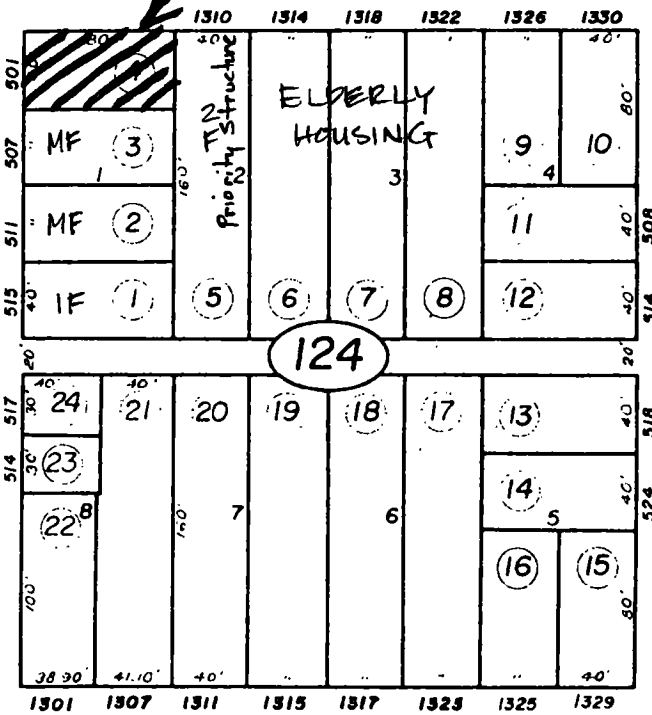 1310 1314 1318 1322 1326 1330
80' 40' " " " 40'
501 4
ELDERLY
HOUSING
2F
Priority Structure
507 " MF 3 1 160' 2 3 9 4 10 80'
511 " MF 2 11 40' 508
515 40' 1F 1 5 6 7 8 12 40' 514
20' 124 20'
40' 40'
517 30' 24 21 20 19 18 17 13 40' 518
514 30' 23 14 40' 524
22 8 160' 7 6 5
100' 16 15 80'
38.90' 41.10' 40' " " " " 40'
1301 1307 1311 1315 1317 1323 1325 1329